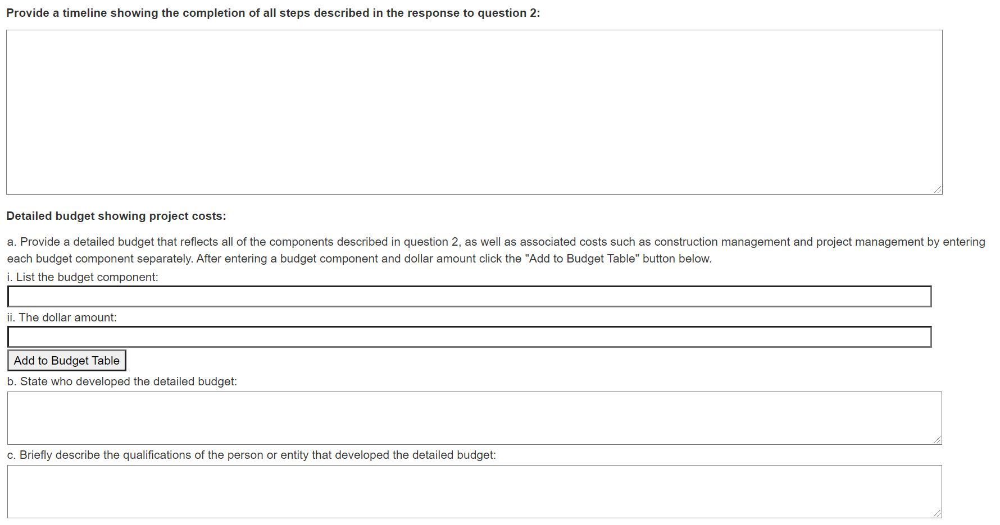 Provide a timeline showing the completion of all steps described in the response to question 2:
Detailed budget showing project costs:
a. Provide a detailed budget that reflects all of the components described in question 2, as well as associated costs such as construction management and project management by entering
each budget component separately. After entering a budget component and dollar amount click the "Add to Budget Table" button below.
i. List the budget component:
ii. The dollar amount:
Add to Budget Table
b. State who developed the detailed budget:
c. Briefly describe the qualifications of the person or entity that developed the detailed budget: